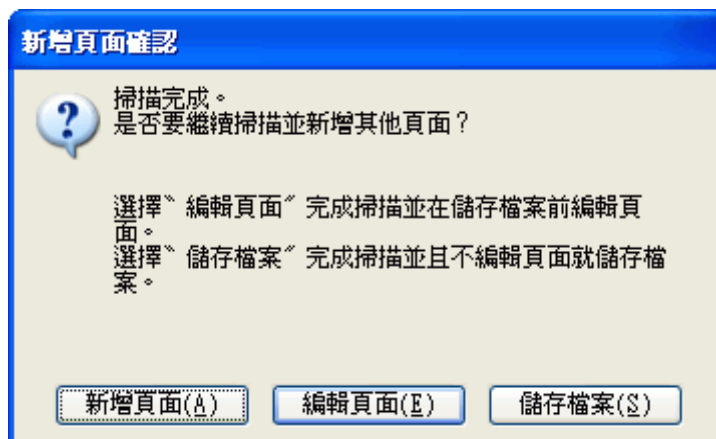 新增頁面確認
掃描完成。
是否要繼續掃描並新增其他頁面？
選擇〝編輯頁面〞完成掃描並在儲存檔案前編輯頁
面。
選擇〝儲存檔案〞完成掃描並且不編輯頁面就儲存檔
案。
新增頁面(A)
編輯頁面(E)
儲存檔案(S)